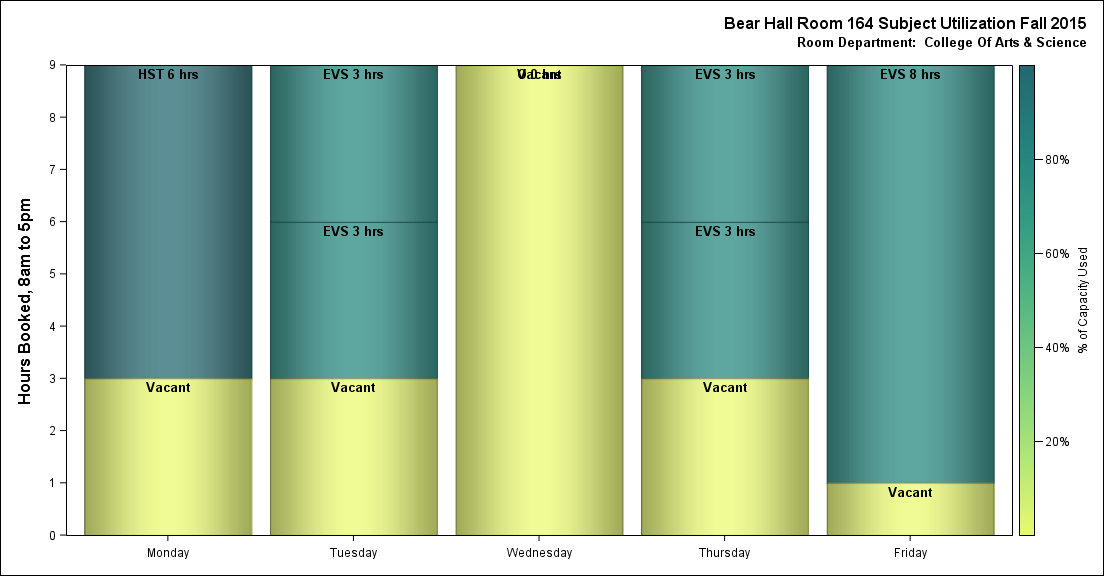 Bear Hall Room 164 Subject Utilization Fall 2015
Room Department: College Of Arts & Science
Hours Booked, 8am to 5pm
9
8
7
6
5
4
3
2
1
0
HST 6 hrs
Vacant
EVS 3 hrs
EVS 3 hrs
Vacant
Vacant
EVS 3 hrs
EVS 3 hrs
Vacant
EVS 8 hrs
Vacant
Monday
Tuesday
Wednesday
Thursday
Friday
80%
60%
40%
20%
% of Capacity Used